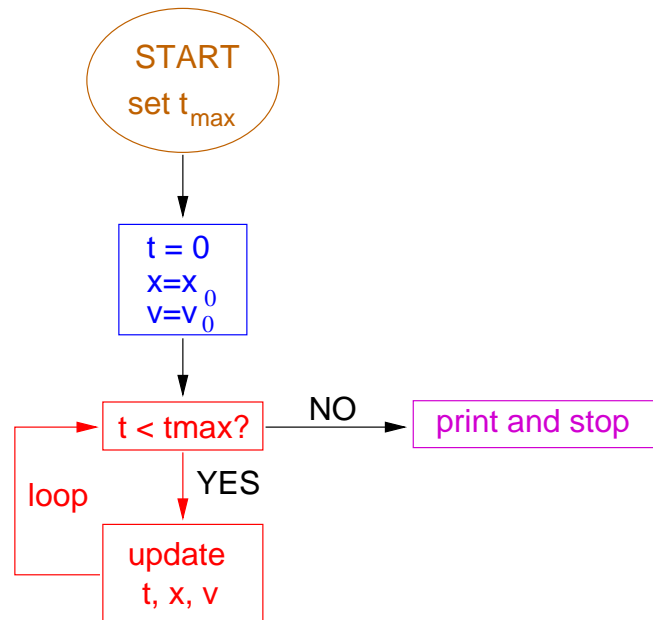 START
set t_max
t = 0
x=x_0
v=v_0
t < tmax?
NO
print and stop
YES
loop
update
t, x, v